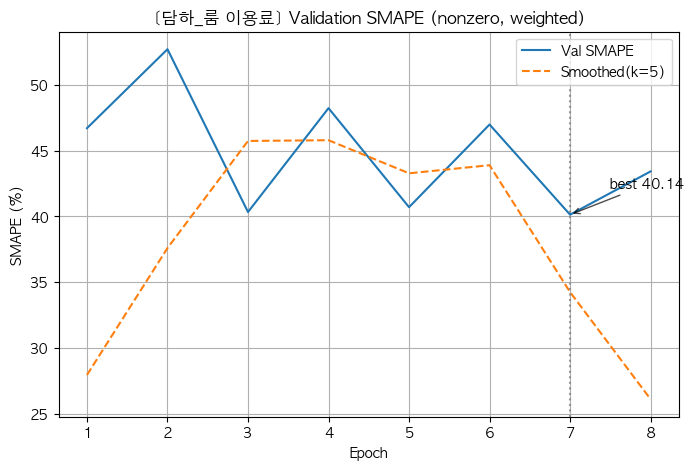 [담하_룸 이용료] Validation SMAPE (nonzero, weighted)
Val SMAPE
Smoothed(k=5)
best 40.14
SMAPE (%)
50
45
40
35
30
25
1 2 3 4 5 6 7 8
Epoch